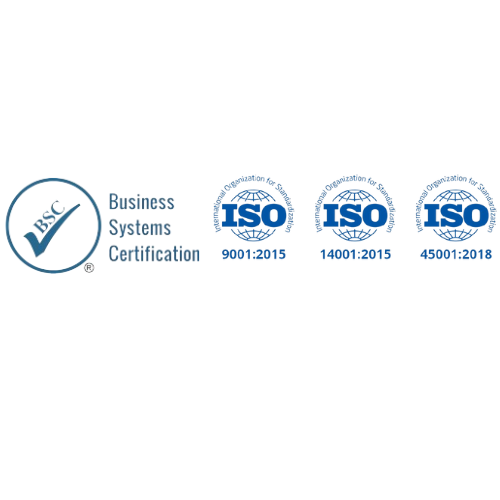 BSC
®
Business
Systems
Certification
International Organization for Standardization
ISO
9001:2015
International Organization for Standardization
ISO
14001:2015
International Organization for Standardization
ISO
45001:2018